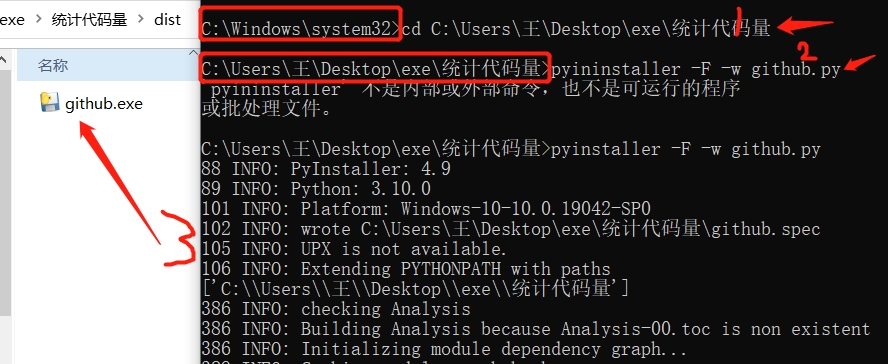 exe › 统计代码量 › dist
名称
github.exe
3
C:\Windows\system32>cd C:\Users\王\Desktop\exe\统计代码量
1
2
C:\Users\王\Desktop\exe\统计代码量>pyininstaller -F -w github.py
'pyininstaller' 不是内部或外部命令，也不是可运行的程序
或批处理文件。
C:\Users\王\Desktop\exe\统计代码量>pyinstaller -F -w github.py
88 INFO: PyInstaller: 4.9
89 INFO: Python: 3.10.0
101 INFO: Platform: Windows-10-10.0.19042-SP0
102 INFO: wrote C:\Users\王\Desktop\exe\统计代码量\github.spec
105 INFO: UPX is not available.
106 INFO: Extending PYTHONPATH with paths
['C:\\Users\\王\\Desktop\\exe\\统计代码量']
386 INFO: checking Analysis
386 INFO: Building Analysis because Analysis-00.toc is non existent
386 INFO: Initializing module dependency graph...